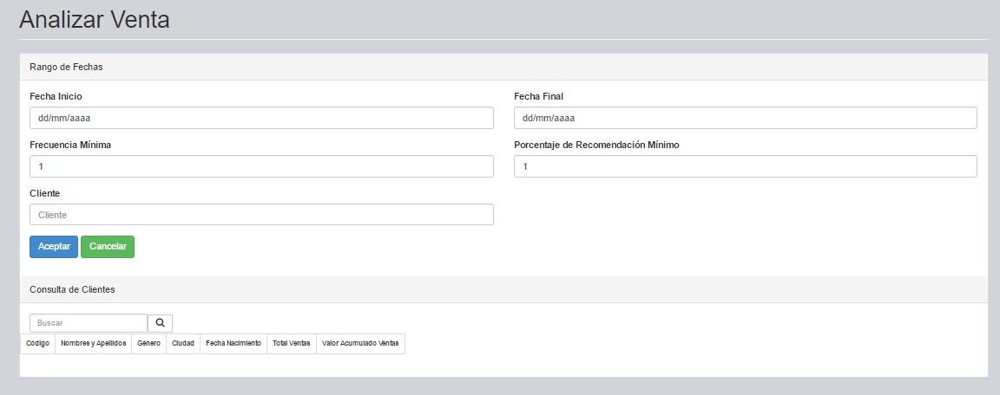 Analizar Venta
Rango de Fechas
Fecha Inicio Fecha Final
dd/mm/aaaa dd/mm/aaaa
Frecuencia Mínima Porcentaje de Recomendación Mínimo
1 1
Cliente
Cliente
Aceptar Cancelar
Consulta de Clientes
Buscar
Código Nombres y Apellidos Género Ciudad Fecha Nacimiento Total Ventas Valor Acumulado Ventas